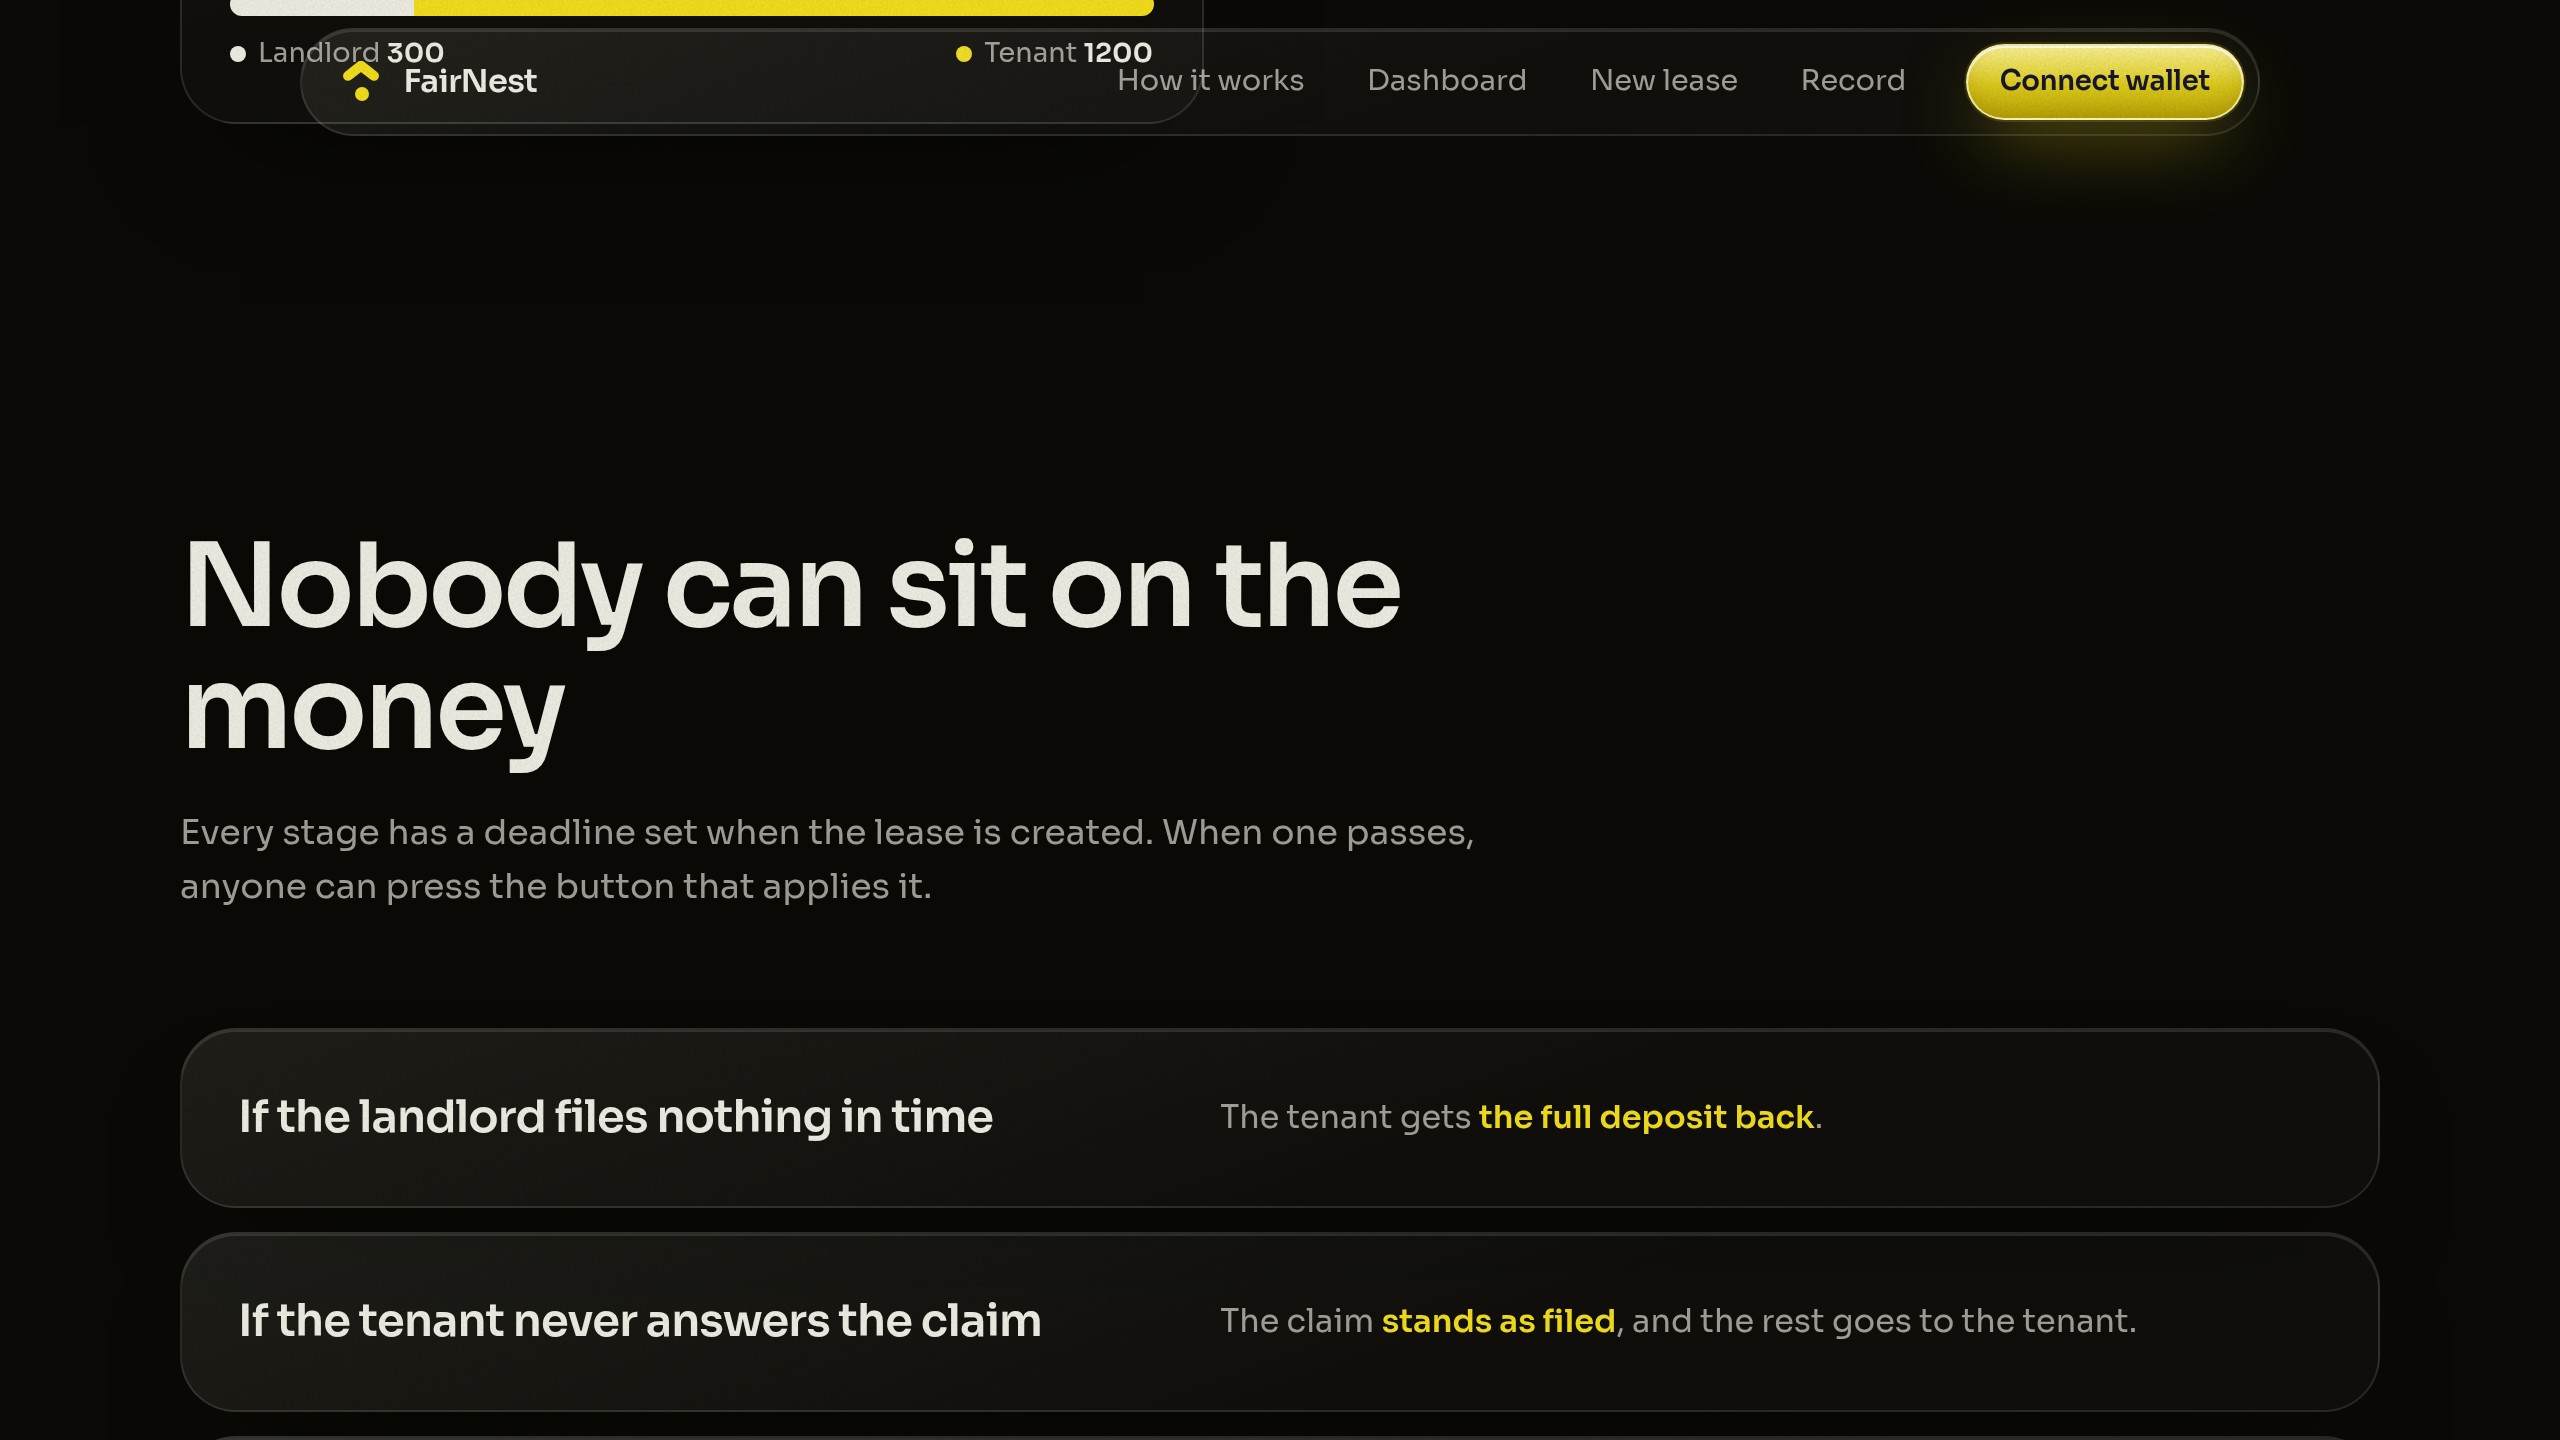 Landlord 300
Tenant 1200
FairNest
How it works
Dashboard
New lease
Record
Connect wallet
Nobody can sit on the
money
Every stage has a deadline set when the lease is created. When one passes,
anyone can press the button that applies it.
If the landlord files nothing in time
The tenant gets the full deposit back.
If the tenant never answers the claim
The claim stands as filed, and the rest goes to the tenant.